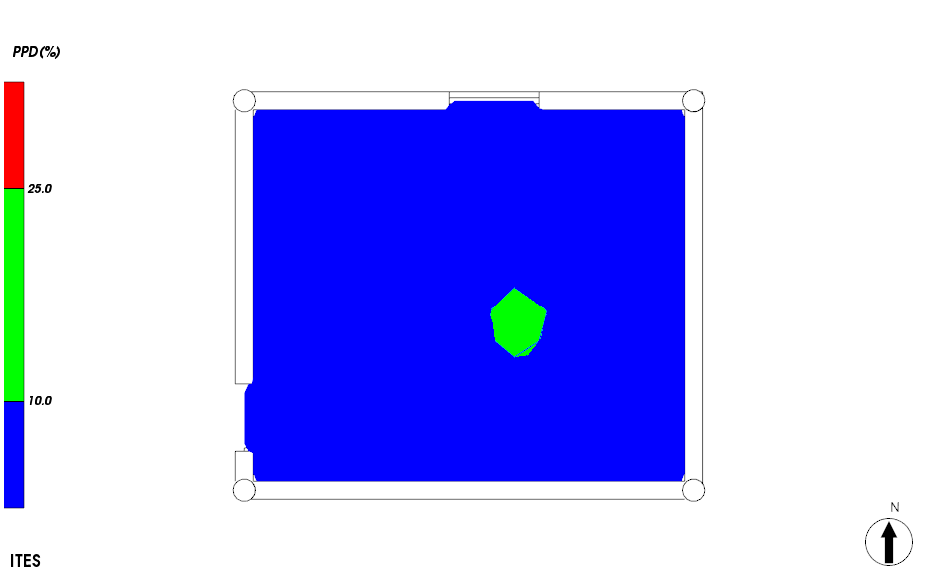 PPD(%)
25.0
10.0
N
ITES